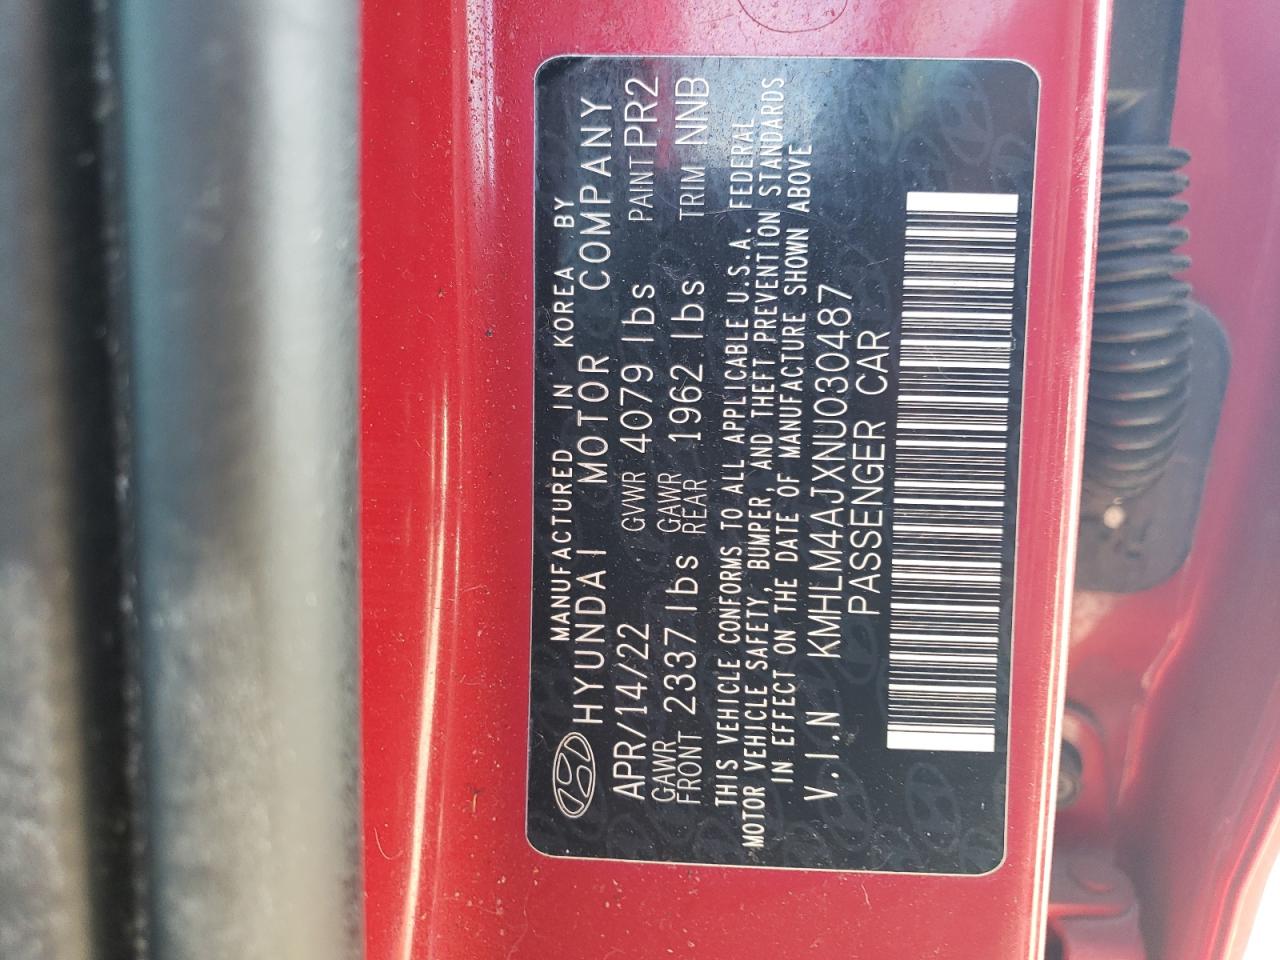 MANUFACTURED IN KOREA BY
HYUNDAI MOTOR COMPANY
APR/14/22 GVWR 4079 lbs PAINT PR2
GAWR FRONT 2337 lbs GAWR REAR 1962 lbs TRIM NNB
THIS VEHICLE CONFORMS TO ALL APPLICABLE U.S.A. FEDERAL
MOTOR VEHICLE SAFETY, BUMPER, AND THEFT PREVENTION STANDARDS
IN EFFECT ON THE DATE OF MANUFACTURE SHOWN ABOVE
V.I.N KMHLM4AJXNU030487
PASSENGER CAR